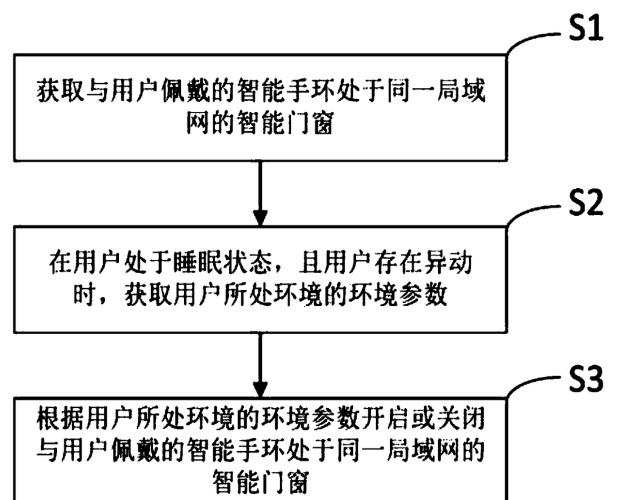 S1
获取与用户佩戴的智能手环处于同一局域
网的智能门窗
S2
在用户处于睡眠状态，且用户存在异动
时，获取用户所处环境的环境参数
S3
根据用户所处环境的环境参数开启或关闭
与用户佩戴的智能手环处于同一局域网的
智能门窗